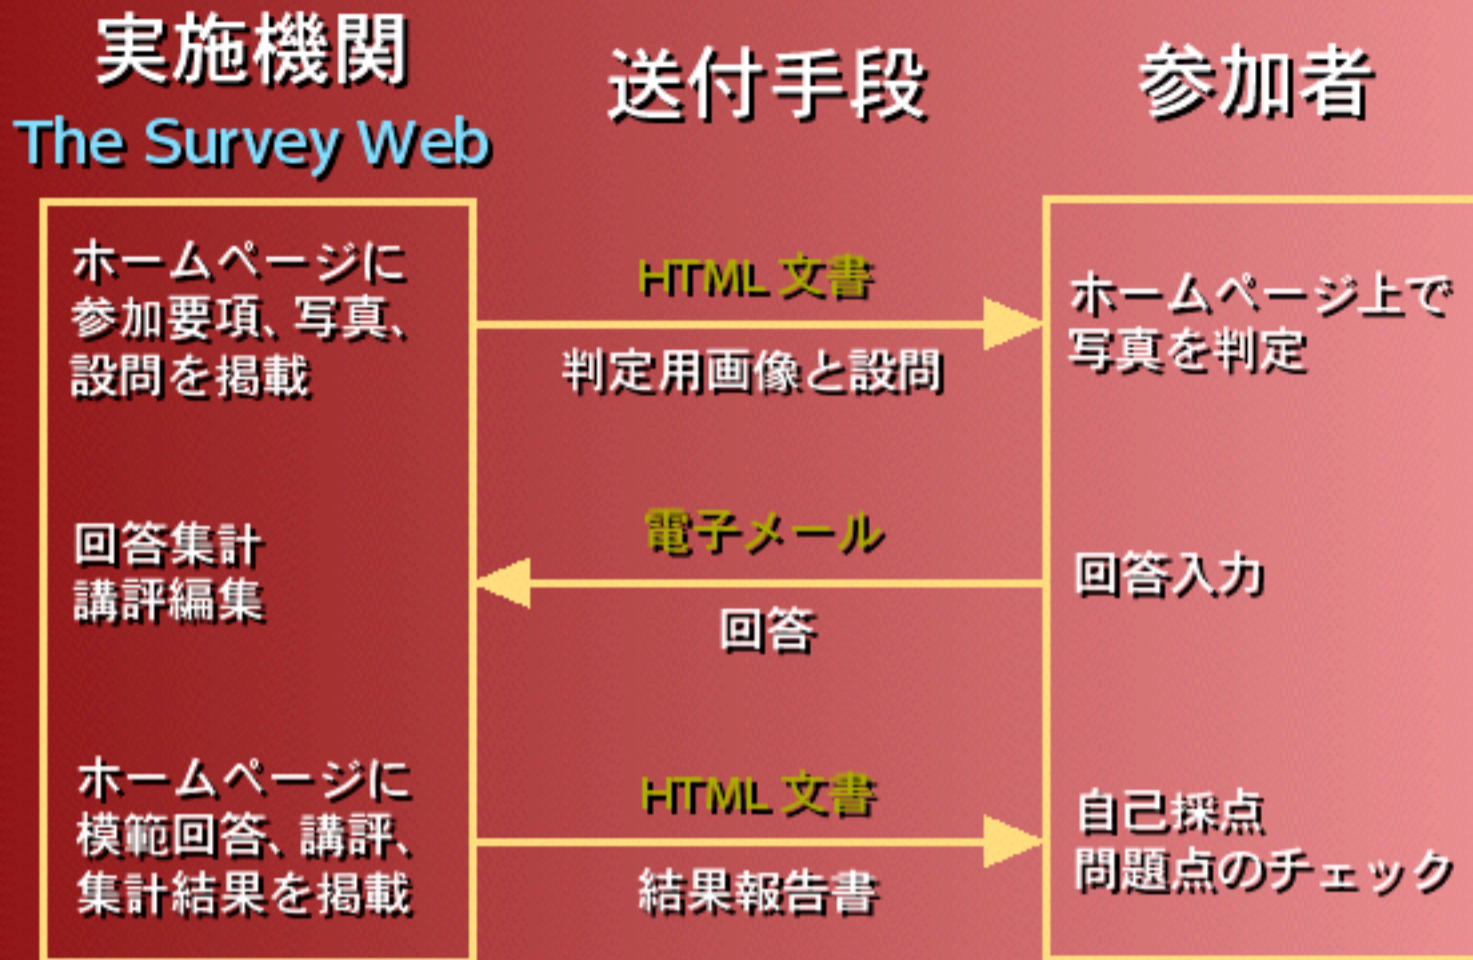 実施機関
The Survey Web
送付手段
参加者
ホームページに
参加要項、写真、
設問を掲載
HTML 文書
判定用画像と設問
ホームページ上で
写真を判定
回答集計
講評編集
電子メール
回答
回答入力
ホームページに
模範回答、講評、
集計結果を掲載
HTML 文書
結果報告書
自己採点
問題点のチェック